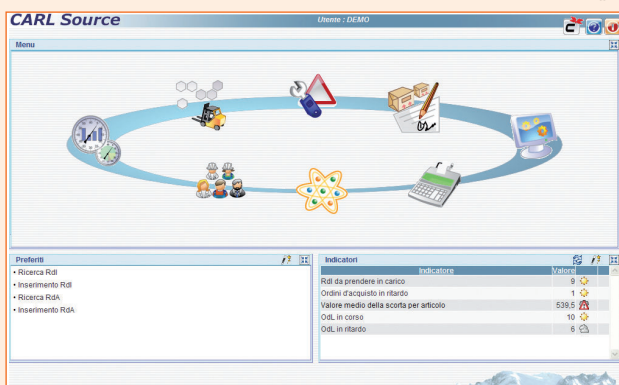 CARL Source
Utente : DEMO
Menu
Preferiti
• Ricerca RdI
• Inserimento RdI
• Ricerca RdA
• Inserimento RdA
Indicatori
Indicatore Valore
RdI da prendere in carico 9
Ordini d'acquisto in ritardo 1
Valore medio della scorta per articolo 539,5
OdL in corso 10
OdL in ritardo 6